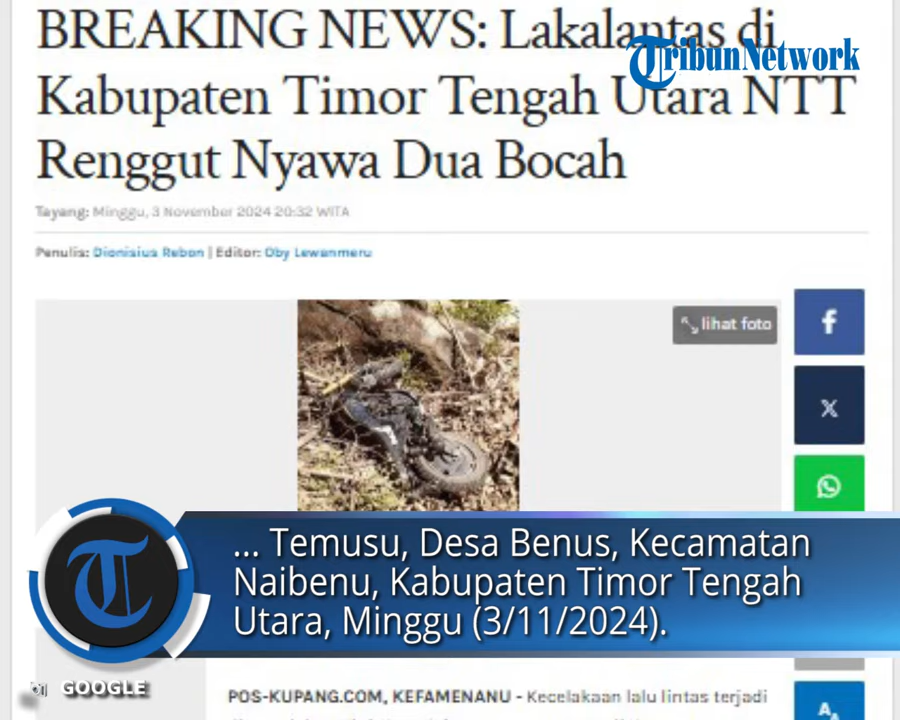 BREAKING NEWS: Lakalantas di
TribunNetwork
Kabupaten Timor Tengah Utara NTT
Renggut Nyawa Dua Bocah
Tayang: Minggu, 3 November 2024 20:32 WITA
Penulis: Dionisius Rebon | Editor: Oby Lewanmeru
lihat foto
... Temusu, Desa Benus, Kecamatan
Naibenu, Kabupaten Timor Tengah
Utara, Minggu (3/11/2024).
GOOGLE
POS-KUPANG.COM, KEFAMENANU - Kecelakaan lalu lintas terjadi